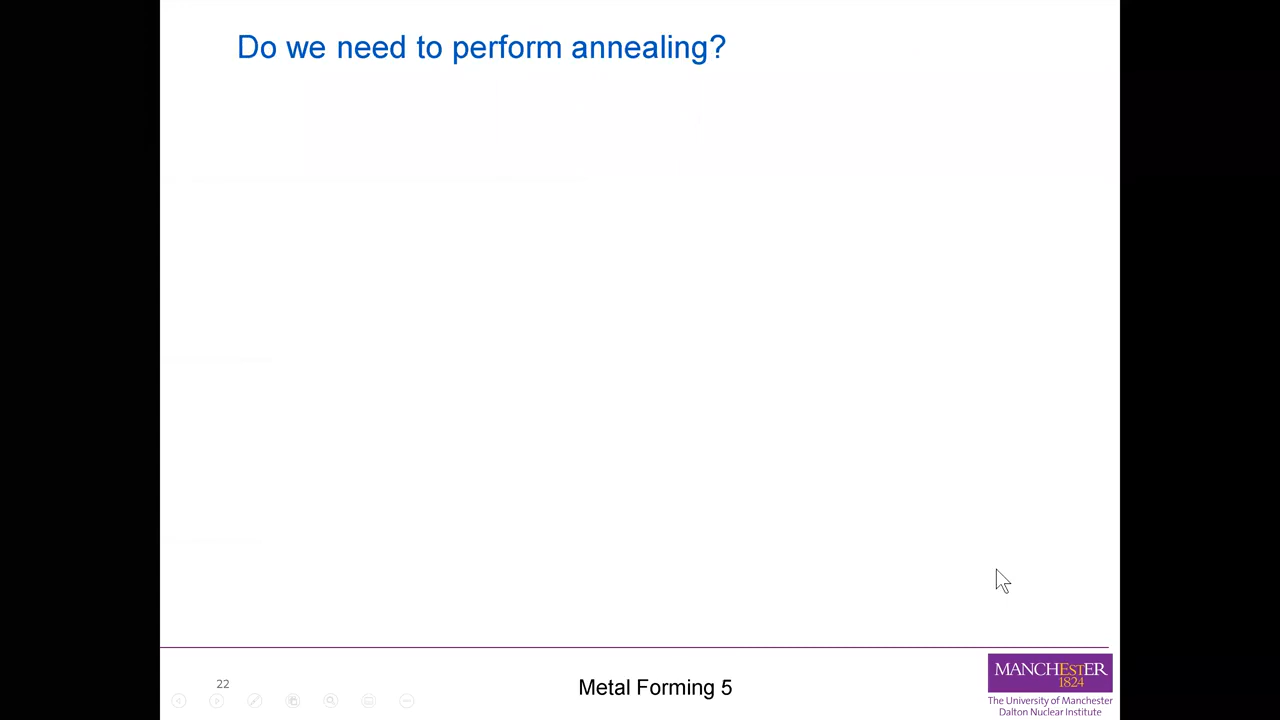 Do we need to perform annealing?
22
Metal Forming 5
MANCHESTER
1824
The University of Manchester
Dalton Nuclear Institute